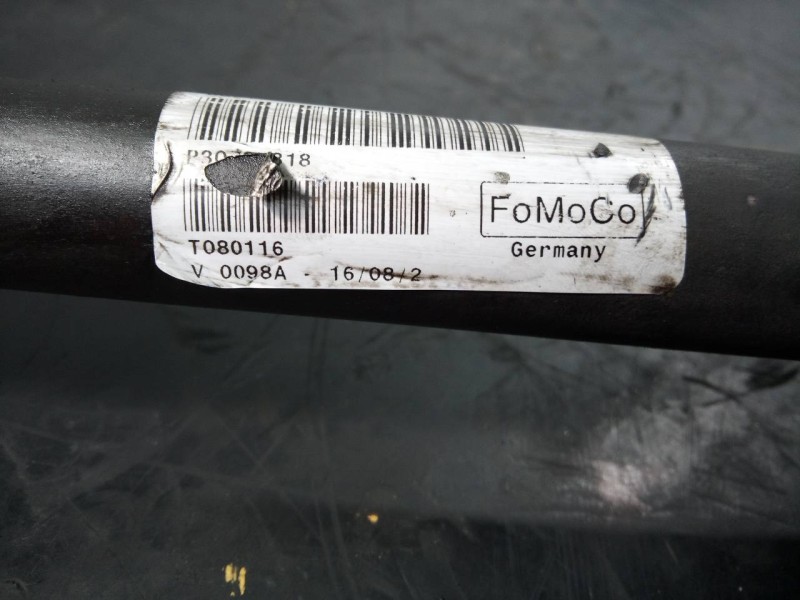 FoMoCo
Germany
T080116
V 0098A - 16/08/2